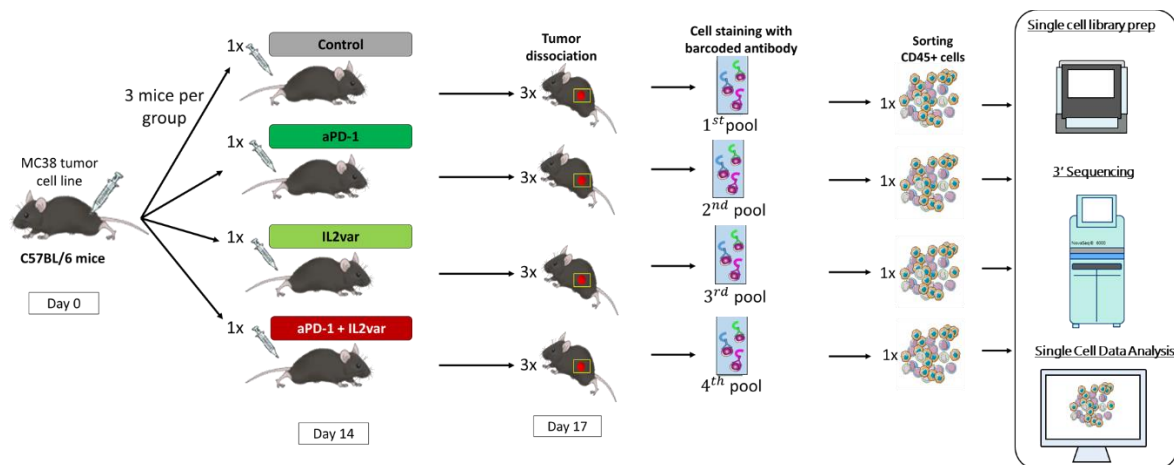 1x
Control
3 mice per
group
1x
aPD-1
MC38 tumor
cell line
C57BL/6 mice
Day 0
1x
IL2var
1x
aPD-1 + IL2var
Day 14
Tumor
dissociation
3x
3x
3x
3x
Day 17
Cell staining with
barcoded antibody
1st pool
2nd pool
3rd pool
4th pool
Sorting
CD45+ cells
1x
1x
1x
1x
Single cell library prep
3' Sequencing
Single Cell Data Analysis